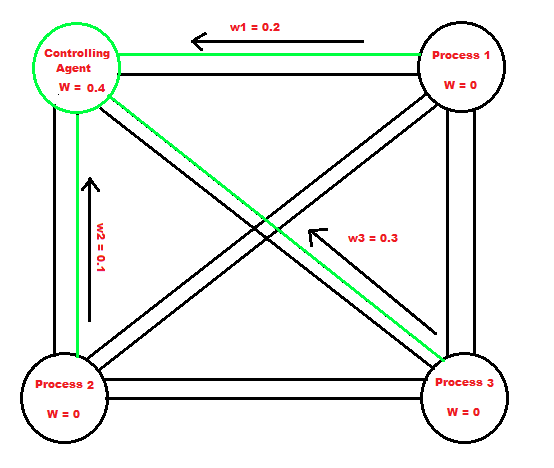 w1 = 0.2
Controlling
Agent
W = 0.4
Process 1
W = 0
w2 = 0.1
w3 = 0.3
Process 2
W = 0
Process 3
W = 0